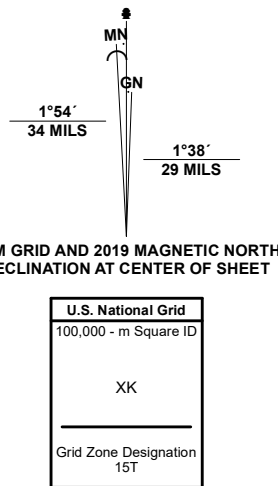 MN
GN
1°54´
34 MILS
1°38´
29 MILS
M GRID AND 2019 MAGNETIC NORTH
ECLINATION AT CENTER OF SHEET
U.S. National Grid
100,000 - m Square ID
XK
Grid Zone Designation
15T